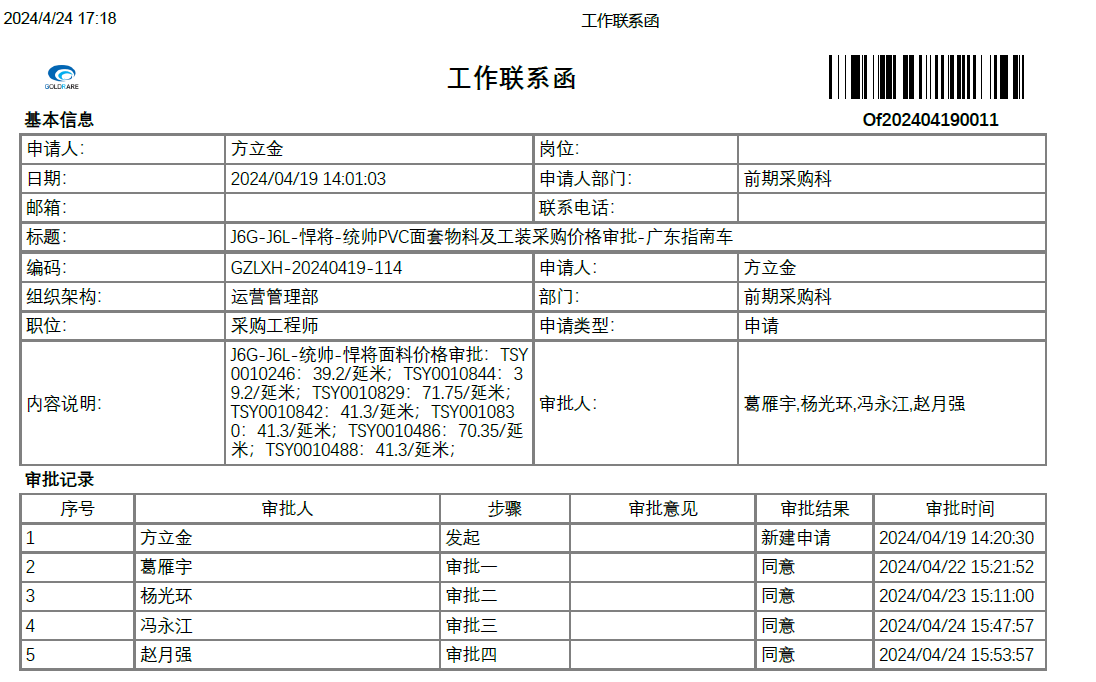 2024/4/24 17:18 工作联系函
GOLDRARE
工作联系函
Of202404190011
基本信息
申请人: 方立金 岗位:
日期: 2024/04/19 14:01:03 申请人部门: 前期采购科
邮箱: 联系电话:
标题: J6G-J6L-悍将-统帅PVC面套物料及工装采购价格审批-广东指南车
编码: GZLXH-20240419-114 申请人: 方立金
组织架构: 运营管理部 部门: 前期采购科
职位: 采购工程师 申请类型: 申请
内容说明:
J6G-J6L-统帅-悍将面料价格审批：TSY
0010246：39.2/延米；TSY0010844：3
9.2/延米；TSY0010829：71.75/延米；
TSY0010842：41.3/延米；TSY001083
0：41.3/延米；TSY0010486：70.35/延
米；TSY0010488：41.3/延米；
审批人: 葛雁宇,杨光环,冯永江,赵月强
审批记录
序号 审批人 步骤 审批意见 审批结果 审批时间
1 方立金 发起 新建申请 2024/04/19 14:20:30
2 葛雁宇 审批一 同意 2024/04/22 15:21:52
3 杨光环 审批二 同意 2024/04/23 15:11:00
4 冯永江 审批三 同意 2024/04/24 15:47:57
5 赵月强 审批四 同意 2024/04/24 15:53:57